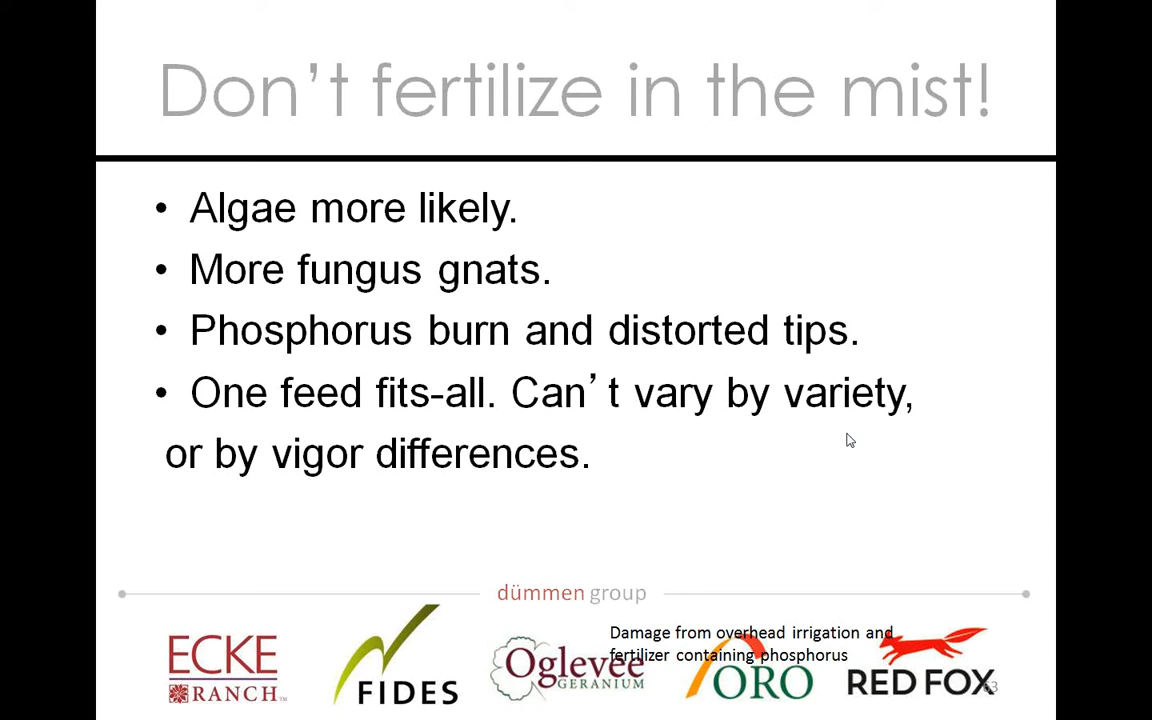 Don’t fertilize in the mist!
• Algae more likely.
• More fungus gnats.
• Phosphorus burn and distorted tips.
• One feed fits-all. Can’t vary by variety,
or by vigor differences.
dümmen group
Damage from overhead irrigation and
fertilizer containing phosphorus
ECKE
RANCH™
FIDES
Oglevee
GERANIUM
ORO
RED FOX
63